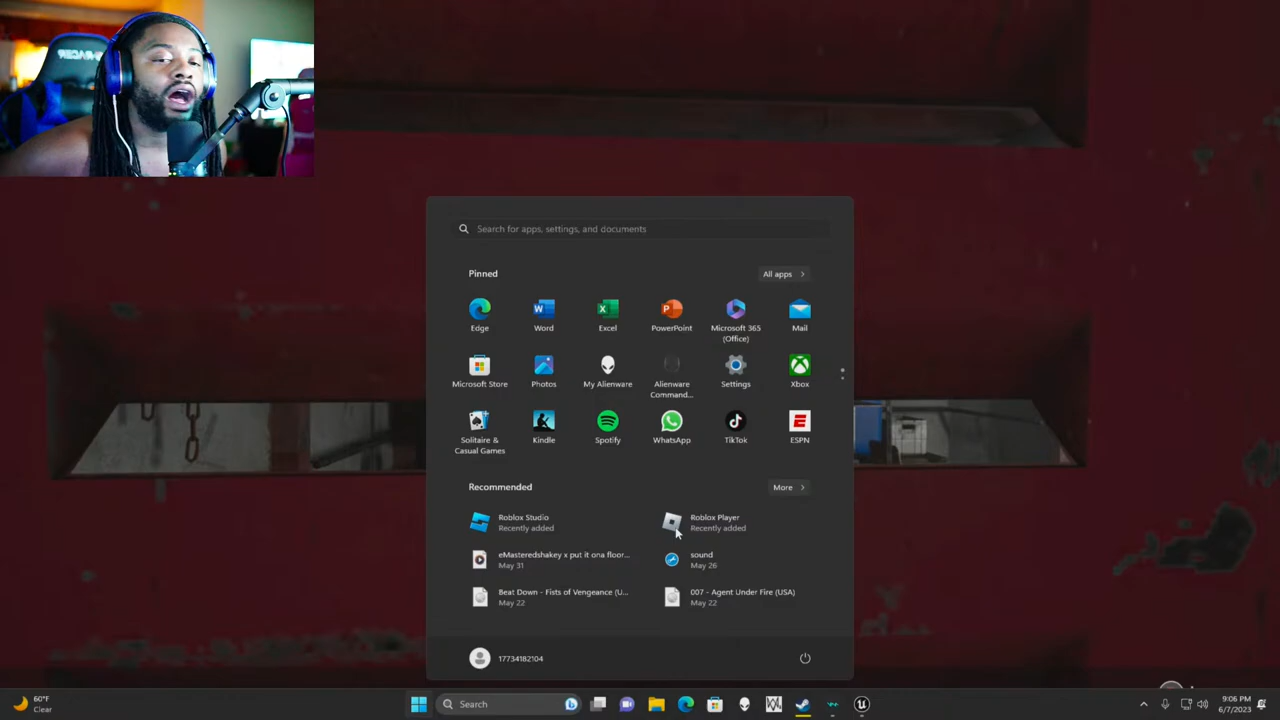 Search for apps, settings, and documents
Pinned
All apps
Edge
Word
Excel
PowerPoint
Microsoft 365
(Office)
Mail
Microsoft Store
Photos
My Alienware
Alienware
Command...
Settings
Xbox
Solitaire &
Casual Games
Kindle
Spotify
WhatsApp
TikTok
ESPN
Recommended
More
Roblox Studio
Recently added
Roblox Player
Recently added
eMasteredshakey x put it ona floor...
May 31
sound
May 26
Beat Down - Fists of Vengeance (U...
May 22
007 - Agent Under Fire (USA)
May 22
17734182104
60°F
Clear
Search
9:06 PM
6/7/2023